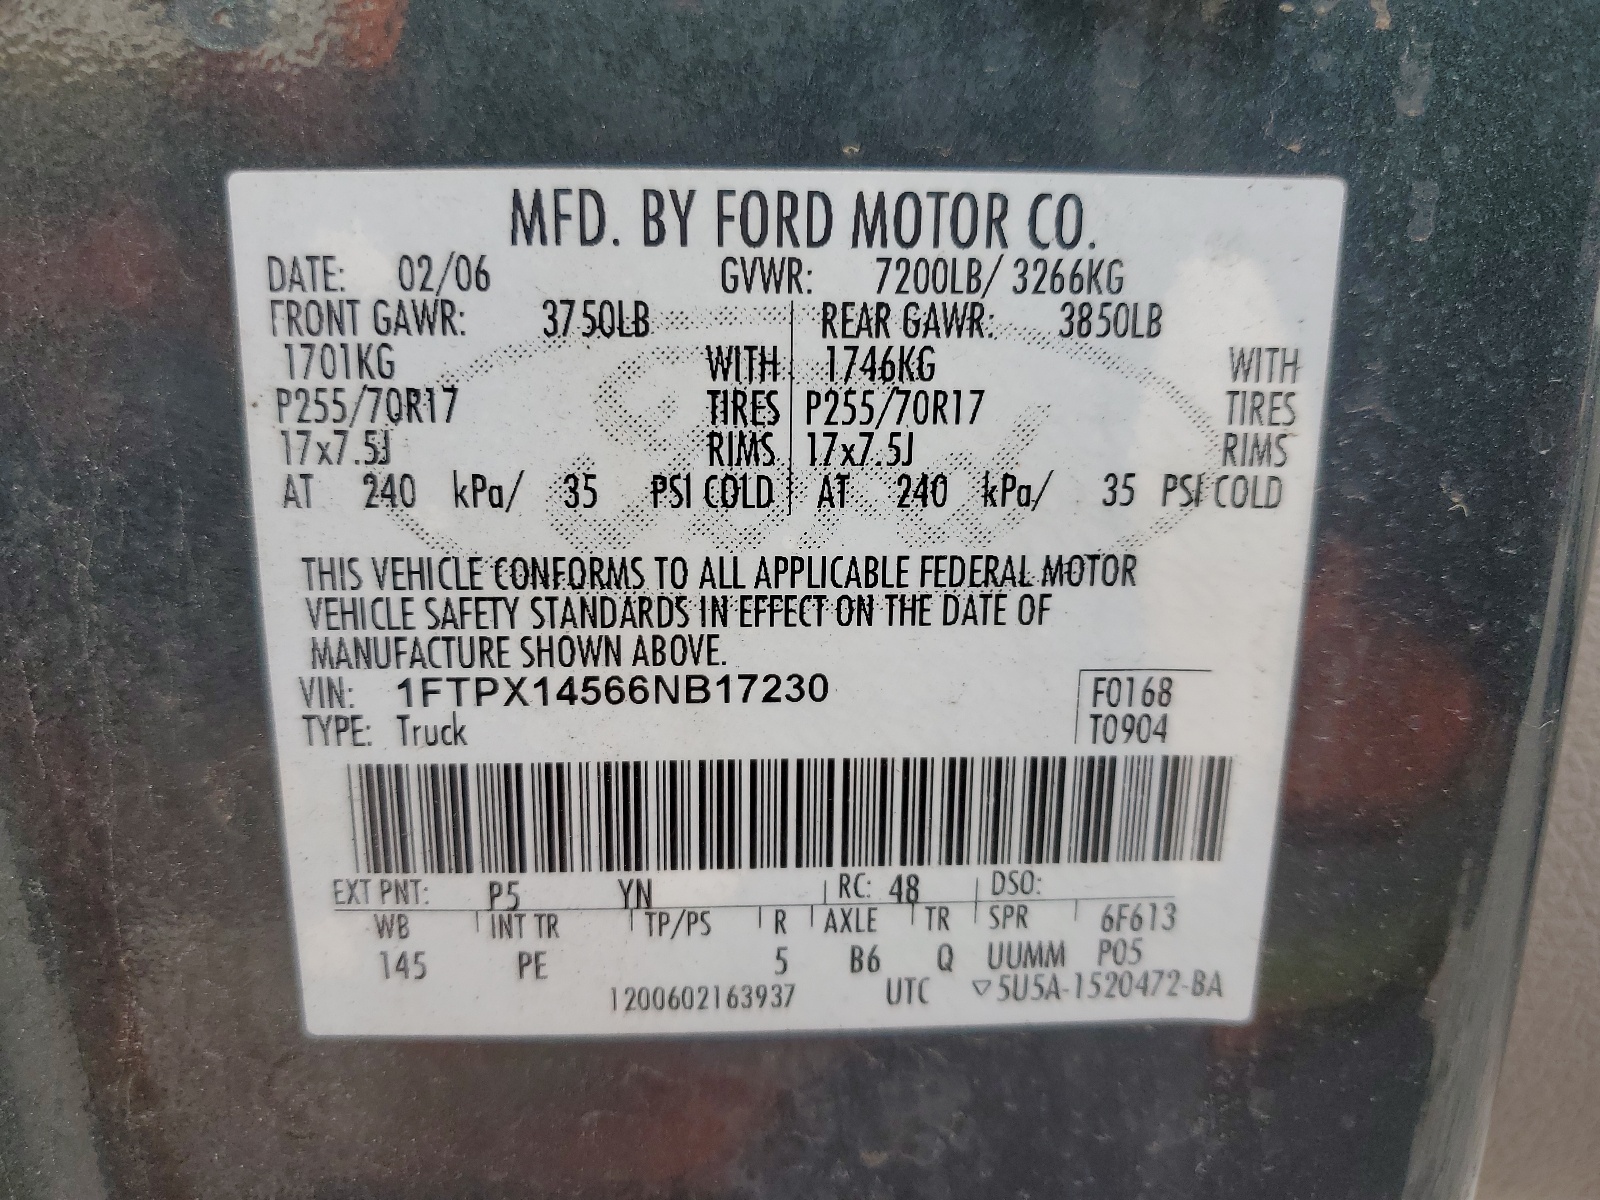 MFD. BY FORD MOTOR CO.
DATE: 02/06 GVWR: 7200LB/ 3266KG
FRONT GAWR: 3750LB REAR GAWR: 3850LB
1701KG WITH 1746KG WITH
P255/70R17 TIRES P255/70R17 TIRES
17x7.5J RIMS 17x7.5J RIMS
AT 240 kPa/ 35 PSI COLD AT 240 kPa/ 35 PSI COLD
THIS VEHICLE CONFORMS TO ALL APPLICABLE FEDERAL MOTOR
VEHICLE SAFETY STANDARDS IN EFFECT ON THE DATE OF
MANUFACTURE SHOWN ABOVE.
VIN: 1FTPX14566NB17230 F0168
TYPE: Truck T0904
EXT PNT: P5 YN RC: 48 DSO:
WB INT TR TP/PS R AXLE TR SPR 6F613
145 PE 5 B6 Q UUMM P05
1200602163937 UTC ▽5U5A-1520472-BA